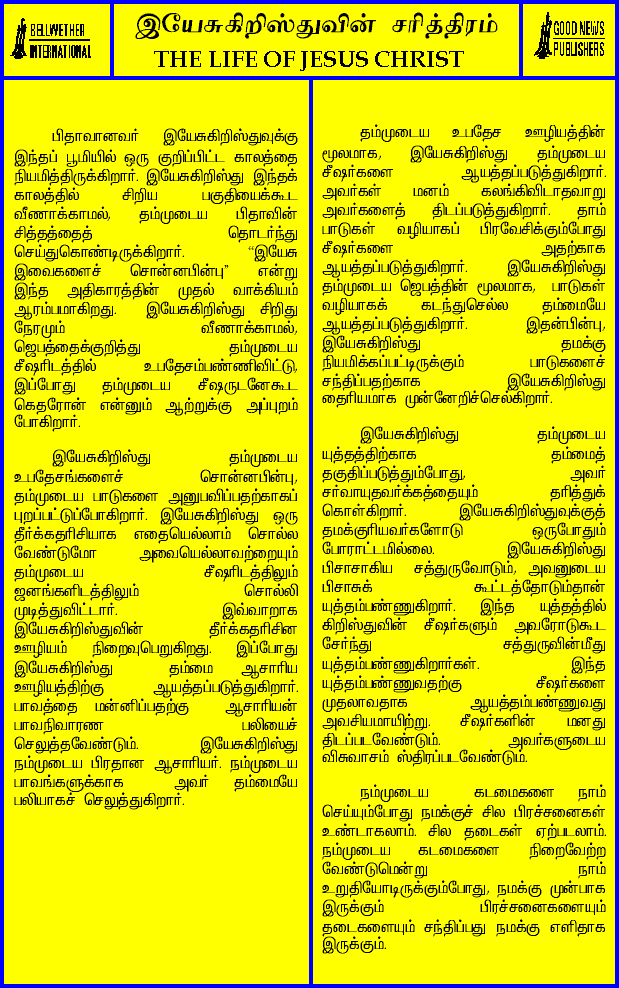 BELLWETHER
INTERNATIONAL
இயேசுகிறிஸ்துவின் சரித்திரம்
THE LIFE OF JESUS CHRIST
GOOD NEWS
PUBLISHERS
பிதாவானவர் இயேசுகிறிஸ்துவுக்கு
இந்தப் பூமியில் ஒரு குறிப்பிட்ட காலத்தை
நியமித்திருக்கிறார். இயேசுகிறிஸ்து இந்தக்
காலத்தில் சிறிய பகுதியைக்கூட
வீணாக்காமல், தம்முடைய பிதாவின்
சித்தத்தைத் தொடர்ந்து
செய்துகொண்டிருக்கிறார். “இயேசு
இவைகளைச் சொன்னபின்பு” என்று
இந்த அதிகாரத்தின் முதல் வாக்கியம்
ஆரம்பமாகிறது. இயேசுகிறிஸ்து சிறிது
நேரமும் வீணாக்காமல்,
ஜெபத்தைக்குறித்து தம்முடைய
சீஷரிடத்தில் உபதேசம்பண்ணிவிட்டு,
இப்போது தம்முடைய சீஷருடனேகூட
கெதரோன் என்னும் ஆற்றுக்கு அப்புறம்
போகிறார்.
இயேசுகிறிஸ்து தம்முடைய
உபதேசங்களைச் சொன்னபின்பு,
தம்முடைய பாடுகளை அனுபவிப்பதற்காகப்
புறப்பட்டுப்போகிறார். இயேசுகிறிஸ்து ஒரு
தீர்க்கதரிசியாக எதையெல்லாம் சொல்ல
வேண்டுமோ அவையெல்லாவற்றையும்
தம்முடைய சீஷரிடத்திலும்
ஜனங்களிடத்திலும் சொல்லி
முடித்துவிட்டார். இவ்வாறாக
இயேசுகிறிஸ்துவின் தீர்க்கதரிசின
ஊழியம் நிறைவுபெறுகிறது. இப்போது
இயேசுகிறிஸ்து தம்மை ஆசாரிய
ஊழியத்திற்கு ஆயத்தப்படுத்துகிறார்.
பாவத்தை மன்னிப்பதற்கு ஆசாரியன்
பாவநிவாரண பலியைச்
செலுத்தவேண்டும். இயேசுகிறிஸ்து
நம்முடைய பிரதான ஆசாரியர். நம்முடைய
பாவங்களுக்காக அவர் தம்மையே
பலியாகச் செலுத்துகிறார்.
தம்முடைய உபதேச ஊழியத்தின்
மூலமாக, இயேசுகிறிஸ்து தம்முடைய
சீஷர்களை ஆயத்தப்படுத்துகிறார்.
அவர்கள் மனம் கலங்கிவிடாதவாறு
அவர்களைத் திடப்படுத்துகிறார். தாம்
பாடுகள் வழியாகப் பிரவேசிக்கும்போது
சீஷர்களை அதற்காக
ஆயத்தப்படுத்துகிறார். இயேசுகிறிஸ்து
தம்முடைய ஜெபத்தின் மூலமாக, பாடுகள்
வழியாகக் கடந்துசெல்ல தம்மையே
ஆயத்தப்படுத்துகிறார். இதன்பின்பு,
இயேசுகிறிஸ்து தமக்கு
நியமிக்கப்பட்டிருக்கும் பாடுகளைச்
சந்திப்பதற்காக இயேசுகிறிஸ்து
தைரியமாக முன்னேறிச்செல்கிறார்.
இயேசுகிறிஸ்து தம்முடைய
யுத்தத்திற்காக தம்மைத்
தகுதிப்படுத்தும்போது, அவர்
சர்வாயுதவர்க்கத்தையும் தரித்துக்
கொள்கிறார். இயேசுகிறிஸ்துவுக்குத்
தமக்குரியவர்களோடு ஒருபோதும்
போராட்டமில்லை. இயேசுகிறிஸ்து
பிசாசாகிய சத்துருவோடும், அவனுடைய
பிசாசுக் கூட்டத்தோடும்தான்
யுத்தம்பண்ணுகிறார். இந்த யுத்தத்தில்
கிறிஸ்துவின் சீஷர்களும் அவரோடுகூட
சேர்ந்து சத்துருவின்மீது
யுத்தம்பண்ணுகிறார்கள். இந்த
யுத்தம்பண்ணுவதற்கு சீஷர்களை
முதலாவதாக ஆயத்தம்பண்ணுவது
அவசியமாயிற்று. சீஷர்களின் மனது
திடப்படவேண்டும். அவர்களுடைய
விசுவாசம் ஸ்திரப்படவேண்டும்.
நம்முடைய கடமைகளை நாம்
செய்யும்போது நமக்குச் சில பிரச்சனைகள்
உண்டாகலாம். சில தடைகள் ஏற்படலாம்.
நம்முடைய கடமைகளை நிறைவேற்ற
வேண்டுமென்று நாம்
உறுதியோடிருக்கும்போது, நமக்கு முன்பாக
இருக்கும் பிரச்சனைகளையும்
தடைகளையும் சந்திப்பது நமக்கு எளிதாக
இருக்கும்.